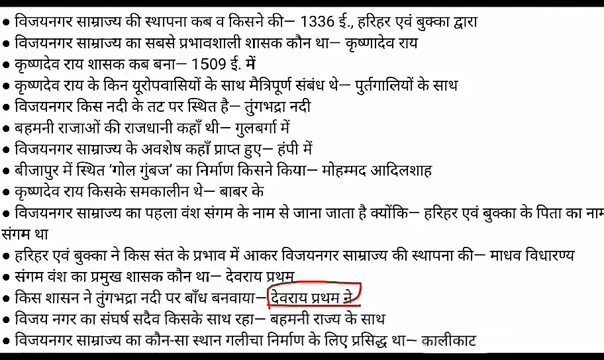 ● विजयनगर साम्राज्य की स्थापना कब व किसने की— 1336 ई., हरिहर एवं बुक्का द्वारा
● विजयनगर साम्राज्य का सबसे प्रभावशाली शासक कौन था— कृष्णादेव राय
● कृष्णदेव राय शासक कब बना— 1509 ई. में
● कृष्णदेव राय के किन यूरोपवासियों के साथ मैत्रिपूर्ण संबंध थे— पुर्तगालियों के साथ
● विजयनगर किस नदी के तट पर स्थित है— तुंगभद्रा नदी
● बहमनी राजाओं की राजधानी कहाँ थी— गुलबर्गा में
● विजयनगर साम्राज्य के अवशेष कहाँ प्राप्त हुए— हंपी में
● बीजापुर में स्थित ‘गोल गुंबज’ का निर्माण किसने किया— मोहम्मद आदिलशाह
● कृष्णदेव राय किसके समकालीन थे— बाबर के
● विजयनगर साम्राज्य का पहला वंश संगम के नाम से जाना जाता है क्योंकि— हरिहर एवं बुक्का के पिता का नाम
संगम था
● हरिहर एवं बुक्का ने किस संत के प्रभाव में आकर विजयनगर साम्राज्य की स्थापना की— माधव विधारण्य
● संगम वंश का प्रमुख शासक कौन था— देवराय प्रथम
● किस शासन ने तुंगभद्रा नदी पर बाँध बनवाया— देवराय प्रथम ने
● विजय नगर का संघर्ष सदैव किसके साथ रहा— बहमनी राज्य के साथ
● विजयनगर साम्राज्य का कौन-सा स्थान गलीचा निर्माण के लिए प्रसिद्ध था— कालीकाट